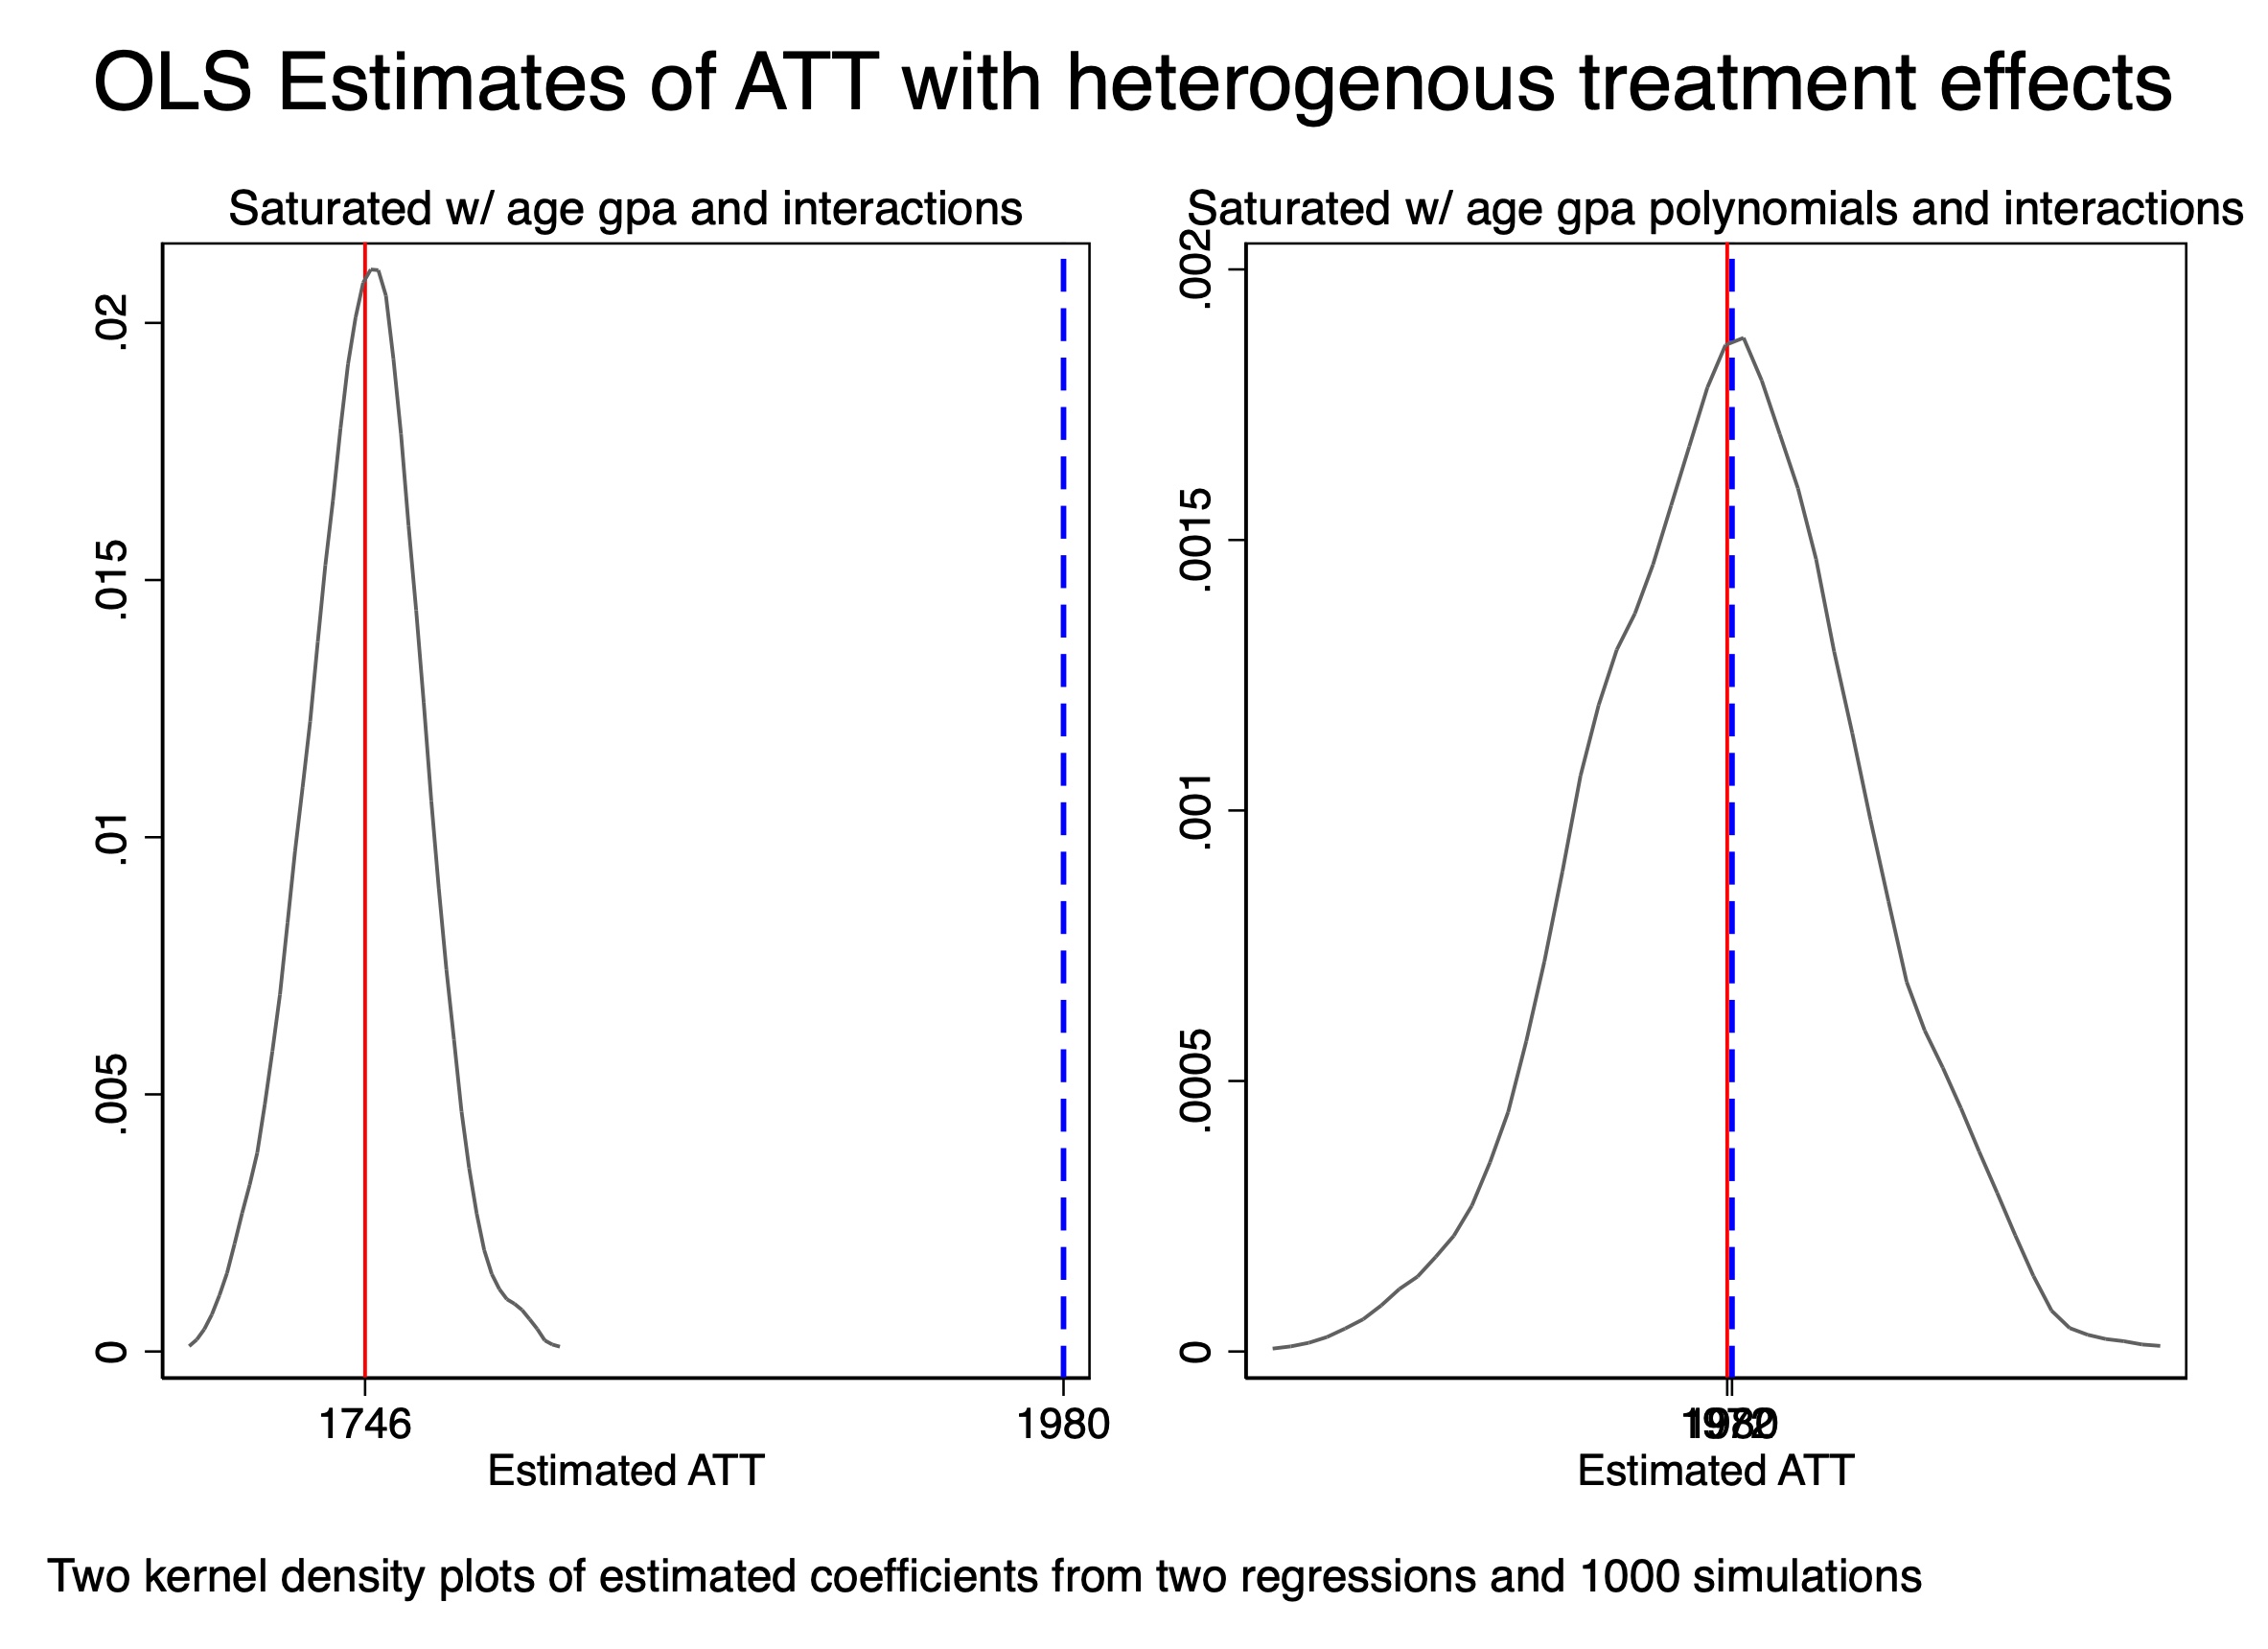 OLS Estimates of ATT with heterogenous treatment effects
Saturated w/ age gpa and interactions
.02
.015
.01
.005
0
1746
1980
Estimated ATT
Saturated w/ age gpa polynomials and interactions
.002
.0015
.001
.0005
0
Estimated ATT
Two kernel density plots of estimated coefficients from two regressions and 1000 simulations